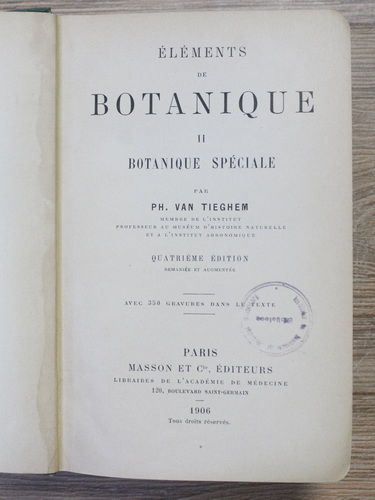 ÉLÉMENTS
DE
BOTANIQUE
II
BOTANIQUE SPÉCIALE
PAR
PH. VAN TIEGHEM
MEMBRE DE L'INSTITUT
PROFESSEUR AU MUSÉUM D'HISTOIRE NATURELLE
ET A L'INSTITUT AGRONOMIQUE
QUATRIÈME ÉDITION
REMANIÉE ET AUGMENTÉE
AVEC 350 GRAVURES DANS LE TEXTE
PARIS
MASSON ET Cie, ÉDITEURS
LIBRAIRES DE L'ACADÉMIE DE MÉDECINE
120, BOULEVARD SAINT-GERMAIN
1906
Tous droits réservés.